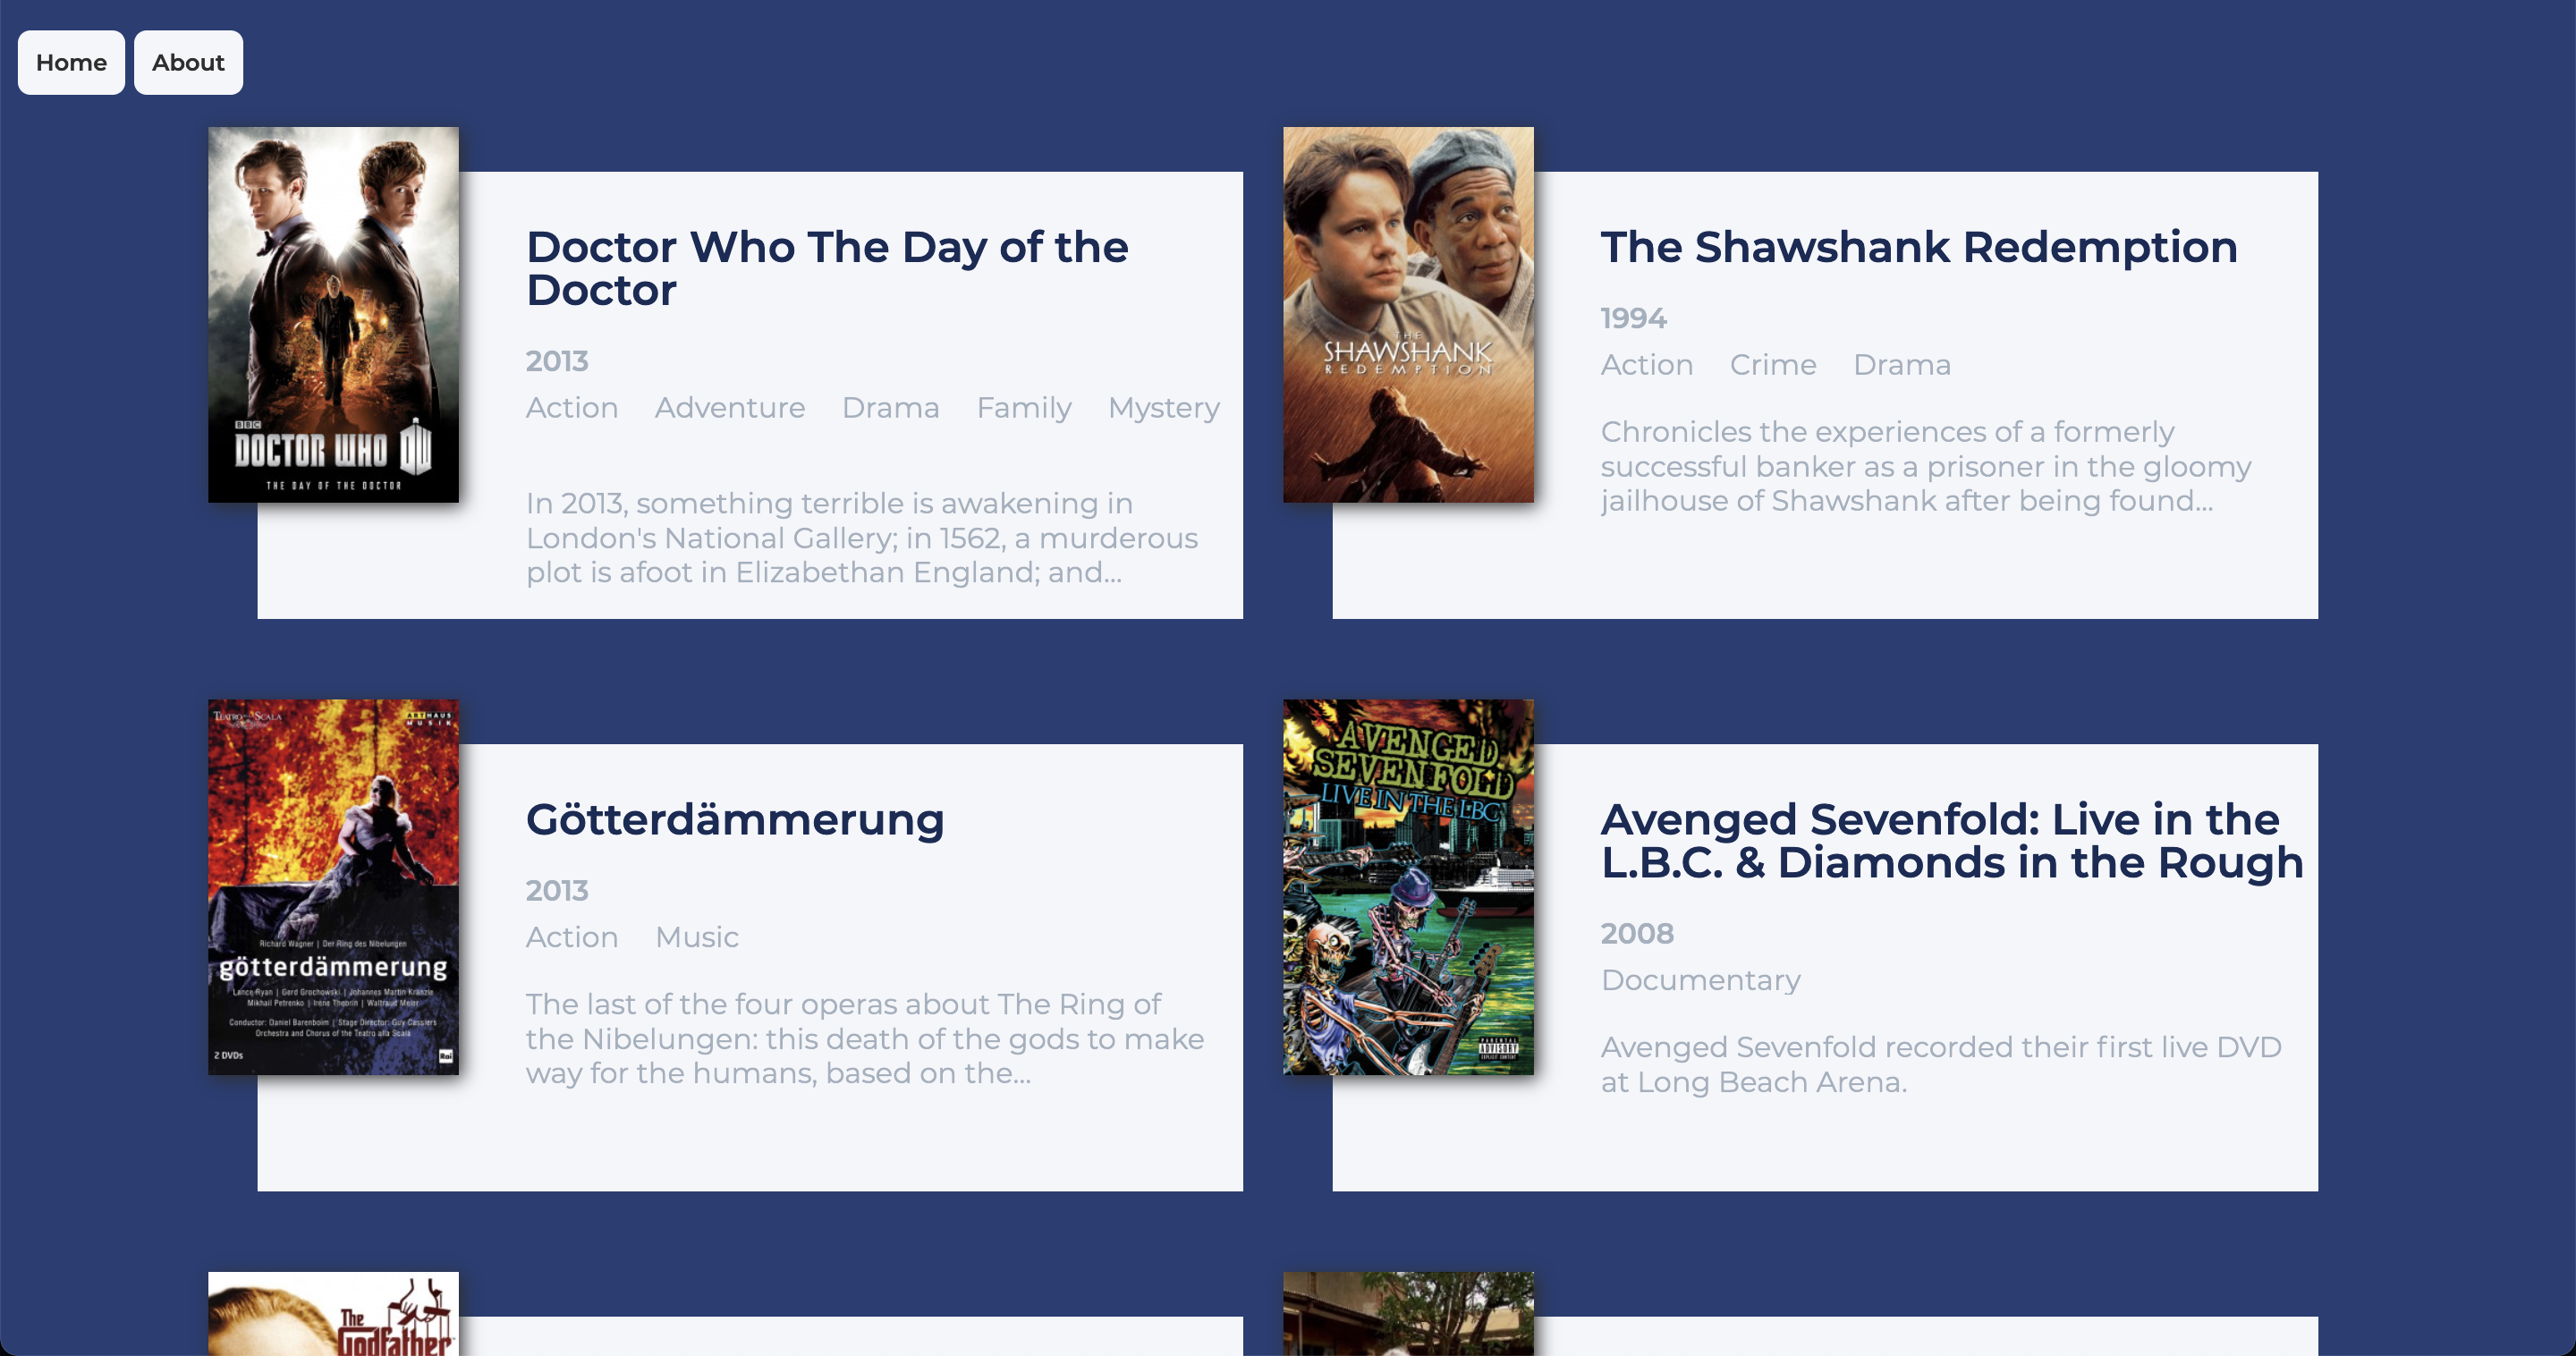 Home
About
BBC
DOCTOR WHO DW
THE DAY OF THE DOCTOR
Doctor Who The Day of the
Doctor
2013
Action Adventure Drama Family Mystery
In 2013, something terrible is awakening in
London's National Gallery; in 1562, a murderous
plot is afoot in Elizabethan England; and...
THE
SHAWSHANK
REDEMPTION
The Shawshank Redemption
1994
Action Crime Drama
Chronicles the experiences of a formerly
successful banker as a prisoner in the gloomy
jailhouse of Shawshank after being found...
TEATRO ALLA SCALA
ARTHAUS
MUSIK
Richard Wagner | Der Ring des Nibelungen
götterdämmerung
Lance Ryan | Gerd Grochowski | Johannes Martin Kränzle
Mikhail Petrenko | Irene Theorin | Waltraud Meier
Conductor: Daniel Barenboim | Stage Director: Guy Cassiers
Orchestra and Chorus of the Teatro alla Scala
2 DVDs
Rai
Götterdämmerung
2013
Action Music
The last of the four operas about The Ring of
the Nibelungen: this death of the gods to make
way for the humans, based on the...
AVENGED
SEVENFOLD
LIVE IN THE LBC
PARENTAL
ADVISORY
EXPLICIT CONTENT
Avenged Sevenfold: Live in the
L.B.C. & Diamonds in the Rough
2008
Documentary
Avenged Sevenfold recorded their first live DVD
at Long Beach Arena.
The
Godfather